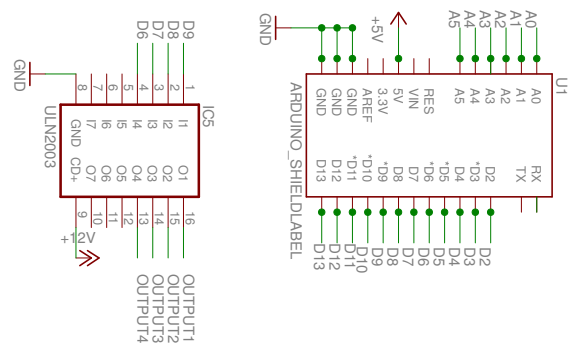 D6
D7
D8
D9
GND
8
7
6
5
4
3
2
1
IC5
GND
I7
I6
I5
I4
I3
I2
I1
CD+
O7
O6
O5
O4
O3
O2
O1
ULN2003
9
10
11
12
13
14
15
16
+12V
OUTPUT4
OUTPUT3
OUTPUT2
OUTPUT1
GND
+5V
A5
A4
A3
A2
A1
A0
U1
GND
GND
GND
AREF
3.3V
5V
VIN
RES
A5
A4
A3
A2
A1
A0
D13
D12
*D11
*D10
*D9
D8
D7
*D6
*D5
D4
*D3
D2
TX
RX
ARDUINO_SHIELDLABEL
D13
D12
D11
D10
D9
D8
D7
D6
D5
D4
D3
D2